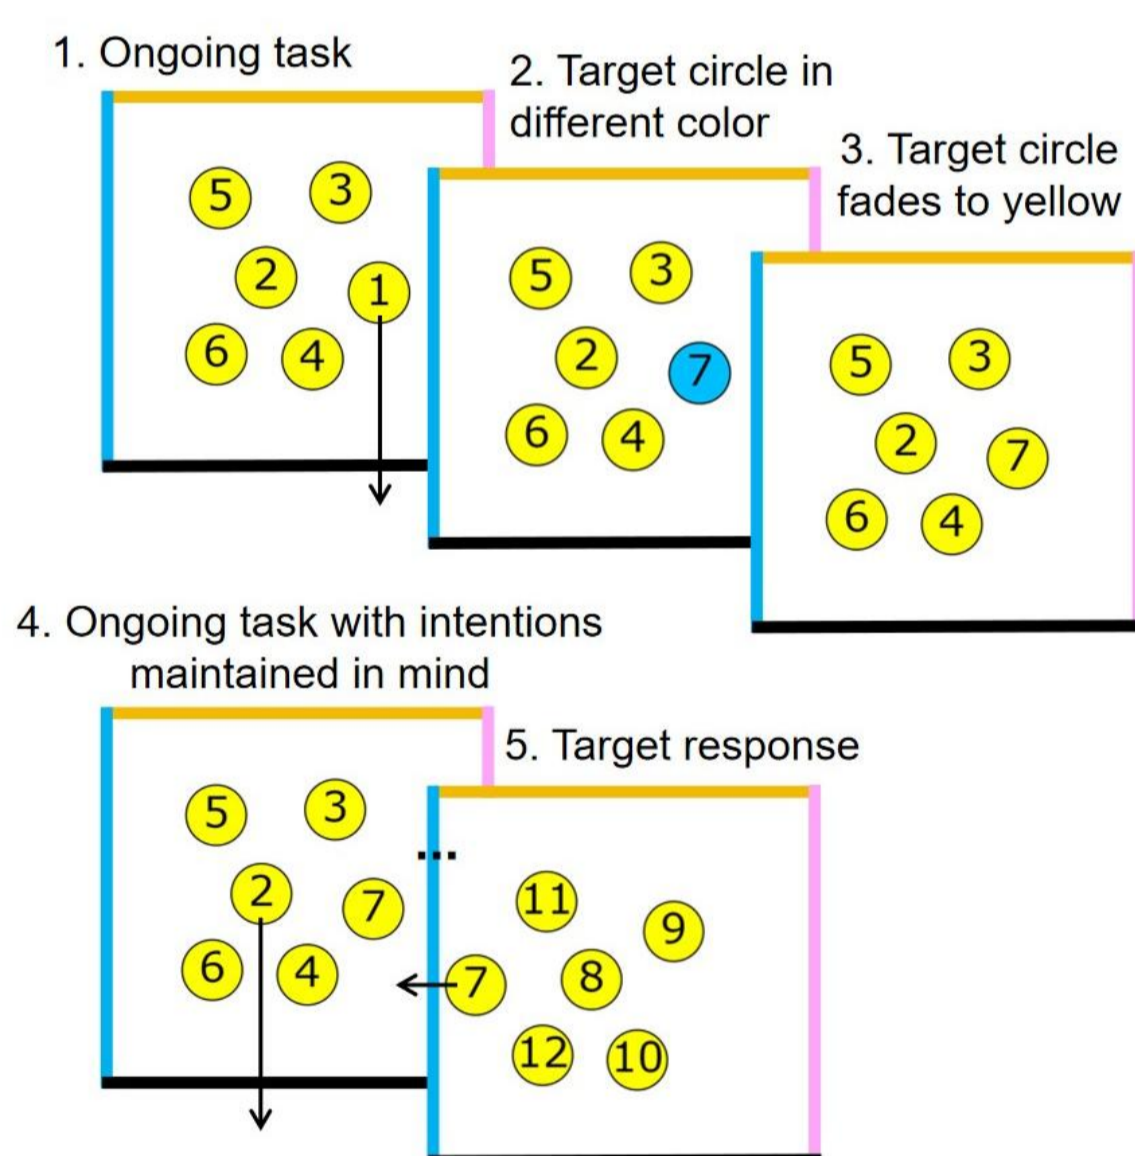 1. Ongoing task
5 3
2 1
6 4
2. Target circle in
different color
5 3
2 7
6 4
3. Target circle
fades to yellow
5 3
2 7
6 4
4. Ongoing task with intentions
maintained in mind
5 3
2 7
6 4
...
5. Target response
11 9
7 8
12 10